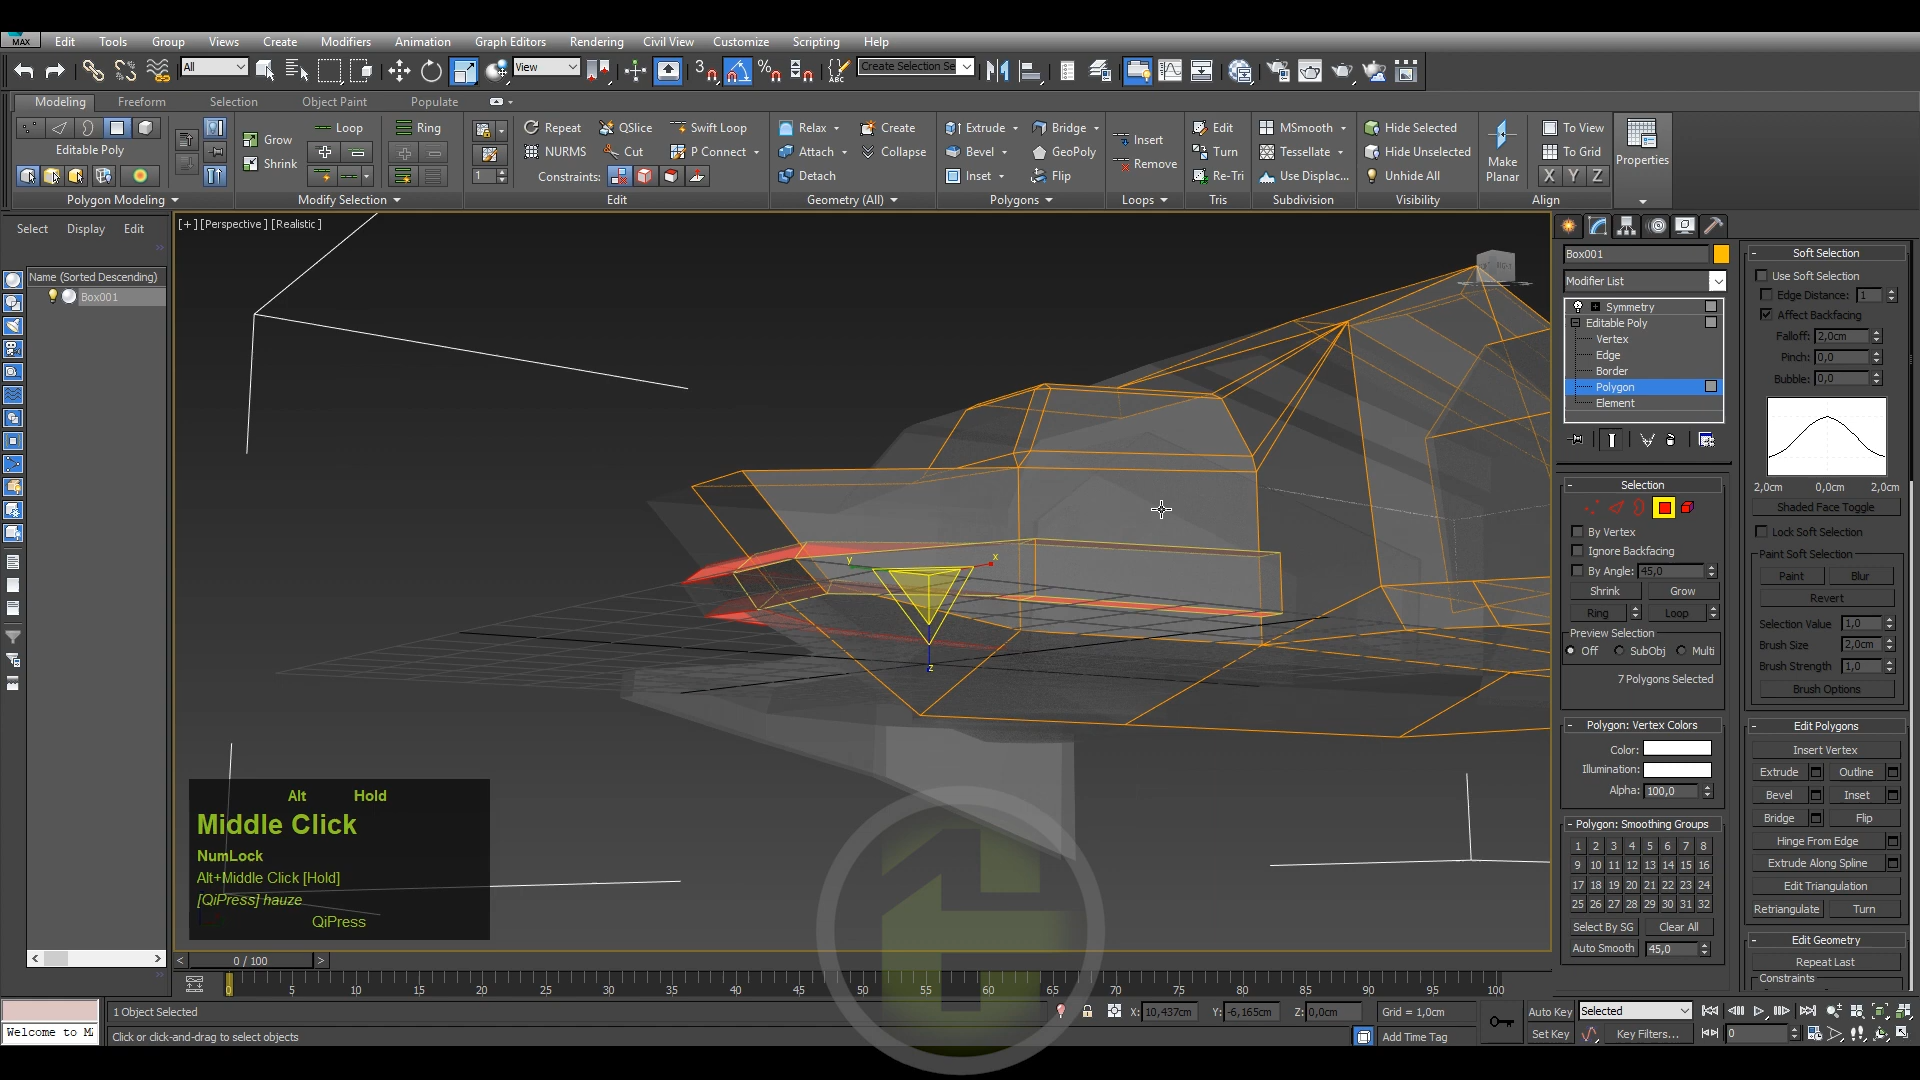 MAX Edit Tools Group Views Create Modifiers Animation Graph Editors Rendering Civil View Customize Scripting Help
All View 3 Create Selection Se
Modeling Freeform Selection Object Paint Populate
Loop Ring Repeat QSlice Swift Loop Relax Create Extrude Bridge Edit MSmooth Hide Selected To View
Grow Insert
Editable Poly NURMS Cut P Connect Attach Collapse Bevel GeoPoly Turn Tessellate Hide Unselected To Grid Properties
Shrink Remove Make Planar
1 Constraints: Detach Inset Flip Re-Tri Use Displac... Unhide All X Y Z
Polygon Modeling Modify Selection Edit Geometry (All) Polygons Loops Tris Subdivision Visibility Align
Select Display Edit
[+] [Perspective] [Realistic]
Name (Sorted Descending)
Box001
x
y
z
Alt Hold
Middle Click
NumLock
Alt+Middle Click [Hold]
[QiPress] hauze
QiPress
Box001
Modifier List
Symmetry
Editable Poly
Vertex
Edge
Border
Polygon
Element
Selection
By Vertex
Ignore Backfacing
By Angle: 45,0
Shrink Grow
Ring Loop
Preview Selection
Off SubObj Multi
7 Polygons Selected
Polygon: Vertex Colors
Color:
Illumination:
Alpha: 100,0
Polygon: Smoothing Groups
1 2 3 4 5 6 7 8
9 10 11 12 13 14 15 16
17 18 19 20 21 22 23 24
25 26 27 28 29 30 31 32
Select By SG Clear All
Auto Smooth 45,0
Soft Selection
Use Soft Selection
Edge Distance: 1
Affect Backfacing
Falloff: 2,0cm
Pinch: 0,0
Bubble: 0,0
2,0cm 0,0cm 2,0cm
Shaded Face Toggle
Lock Soft Selection
Paint Soft Selection
Paint Blur
Revert
Selection Value 1,0
Brush Size 2,0cm
Brush Strength 1,0
Brush Options
Edit Polygons
Insert Vertex
Extrude Outline
Bevel Inset
Bridge Flip
Hinge From Edge
Extrude Along Spline
Edit Triangulation
Retriangulate Turn
Edit Geometry
Repeat Last
Constraints
0 / 100
0 5 10 15 20 25 30 35 40 45 50 55 60 65 70 75 80 85 90 95 100
1 Object Selected X: 10,437cm Y: -6,165cm Z: 0,0cm Grid = 1,0cm Auto Key Selected
Welcome to Click or click-and-drag to select objects Add Time Tag Set Key Key Filters... 0